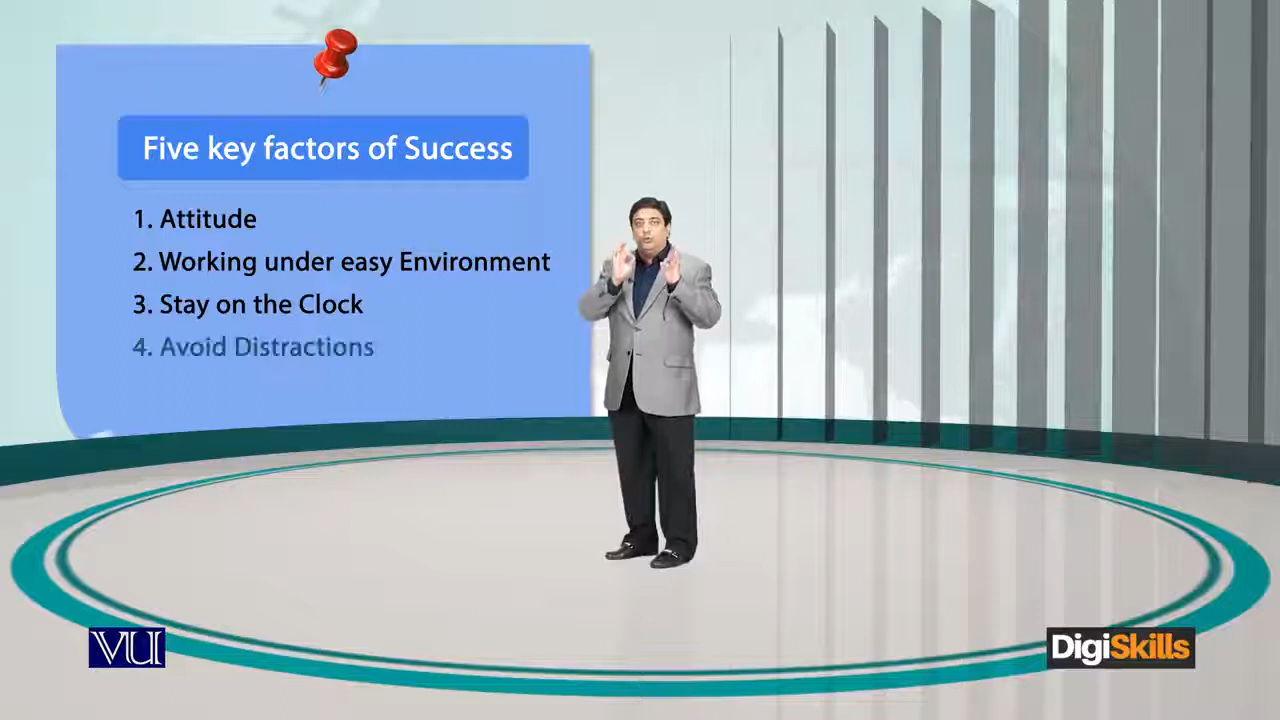 Five key factors of Success
1. Attitude
2. Working under easy Environment
3. Stay on the Clock
4. Avoid Distractions
VU
DigiSkills